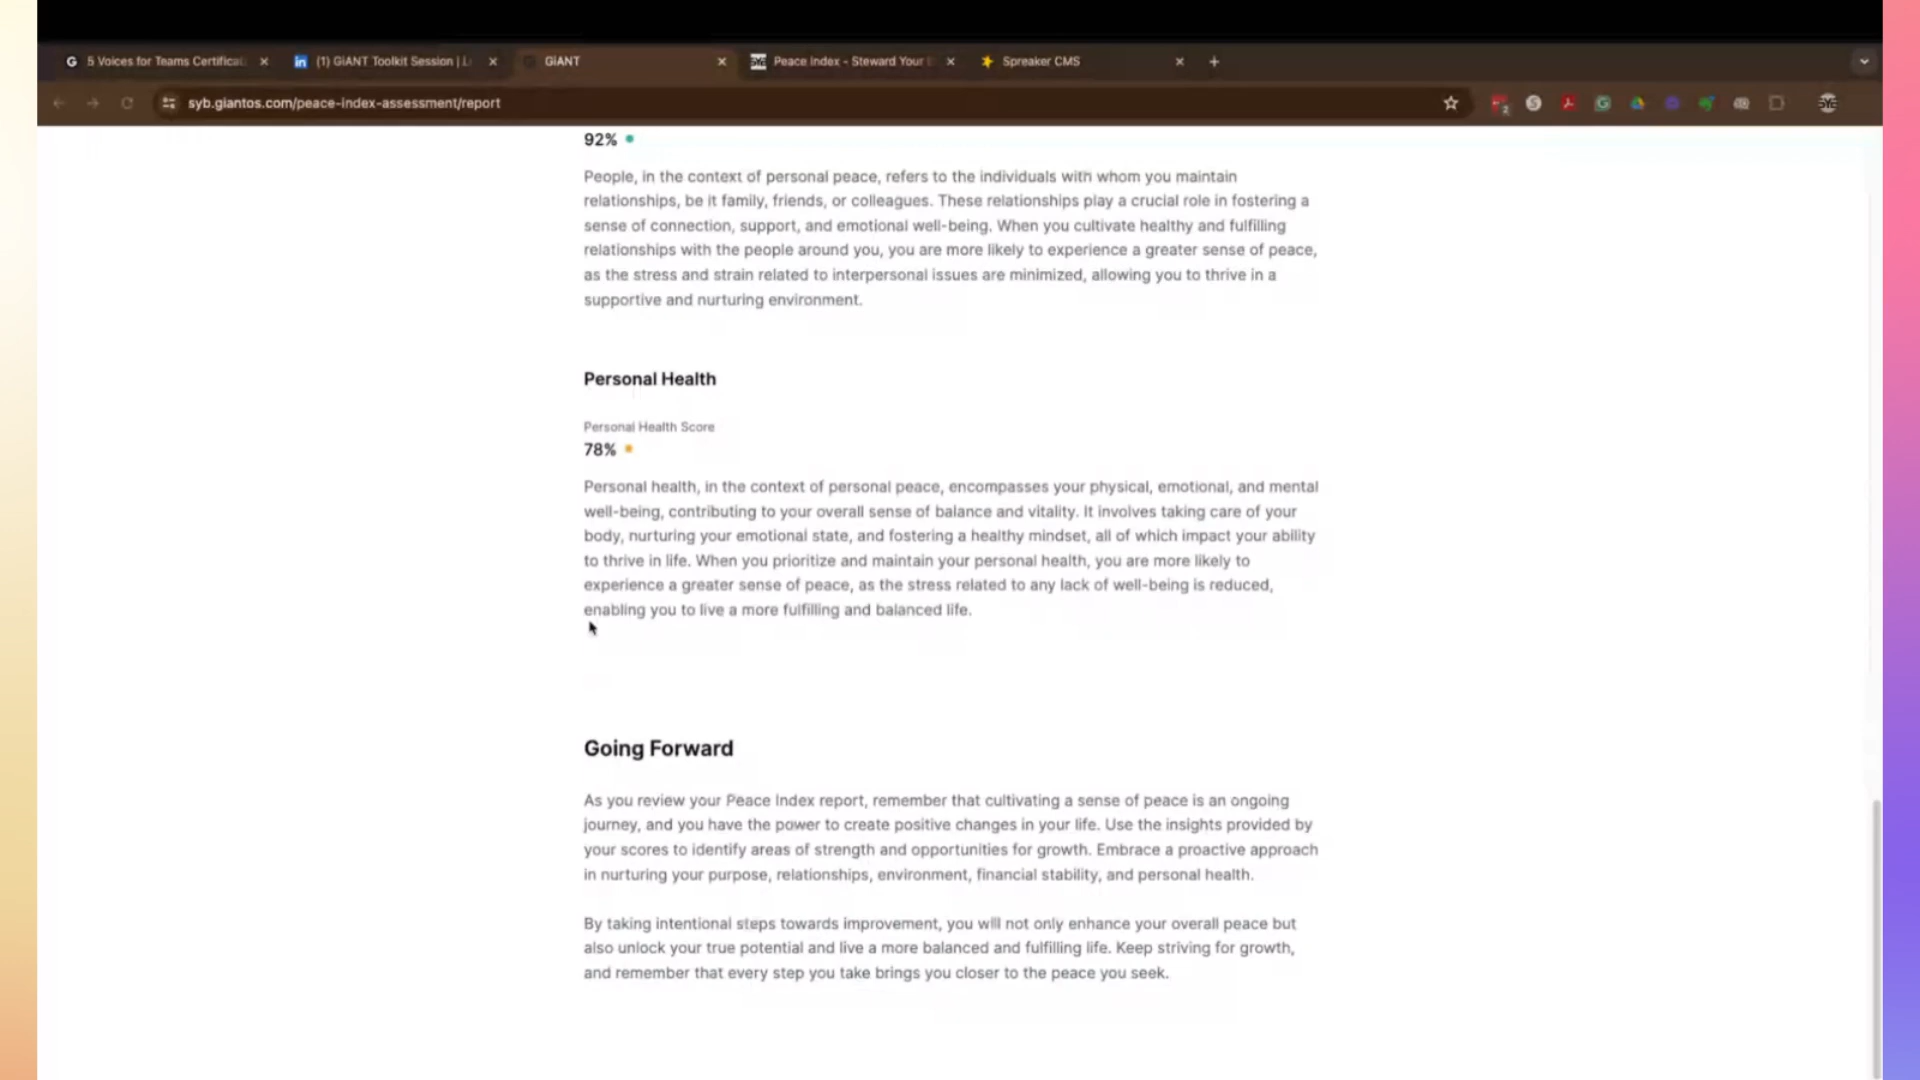 5 Voices for Teams Certificat
(1) GiANT Toolkit Session | L
GiANT
Peace Index - Steward Your
Spreaker CMS
syb.giantos.com/peace-index-assessment/report
92%
People, in the context of personal peace, refers to the individuals with whom you maintain
relationships, be it family, friends, or colleagues. These relationships play a crucial role in fostering a
sense of connection, support, and emotional well-being. When you cultivate healthy and fulfilling
relationships with the people around you, you are more likely to experience a greater sense of peace,
as the stress and strain related to interpersonal issues are minimized, allowing you to thrive in a
supportive and nurturing environment.
Personal Health
Personal Health Score
78%
Personal health, in the context of personal peace, encompasses your physical, emotional, and mental
well-being, contributing to your overall sense of balance and vitality. It involves taking care of your
body, nurturing your emotional state, and fostering a healthy mindset, all of which impact your ability
to thrive in life. When you prioritize and maintain your personal health, you are more likely to
experience a greater sense of peace, as the stress related to any lack of well-being is reduced,
enabling you to live a more fulfilling and balanced life.
Going Forward
As you review your Peace Index report, remember that cultivating a sense of peace is an ongoing
journey, and you have the power to create positive changes in your life. Use the insights provided by
your scores to identify areas of strength and opportunities for growth. Embrace a proactive approach
in nurturing your purpose, relationships, environment, financial stability, and personal health.
By taking intentional steps towards improvement, you will not only enhance your overall peace but
also unlock your true potential and live a more balanced and fulfilling life. Keep striving for growth,
and remember that every step you take brings you closer to the peace you seek.